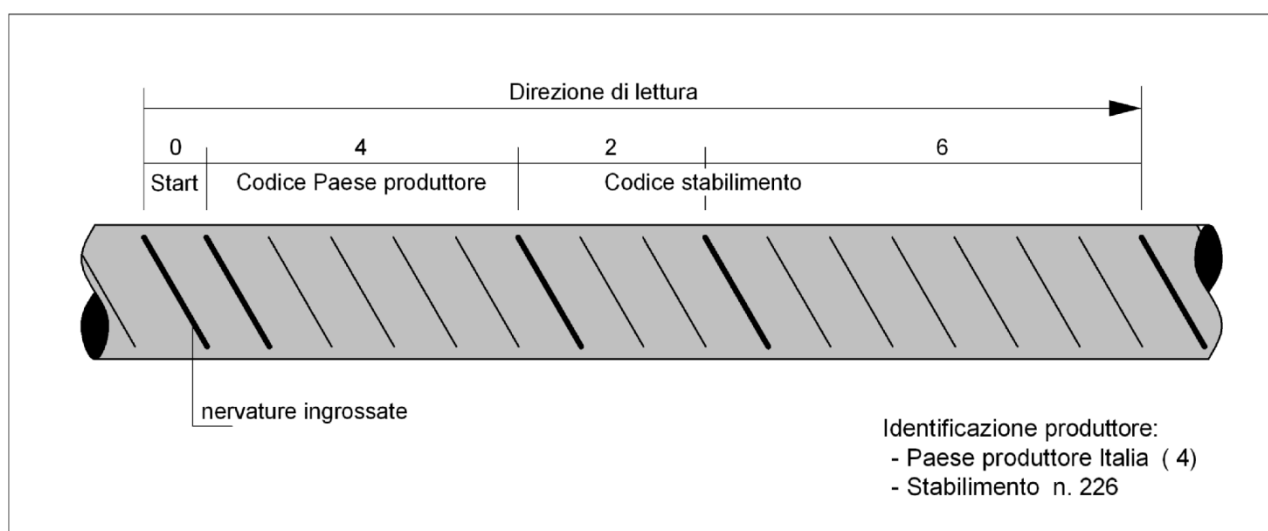 Direzione di lettura
0 4 2 6
Start Codice Paese produttore Codice stabilimento
nervature ingrossate
Identificazione produttore:
- Paese produttore Italia ( 4)
- Stabilimento n. 226